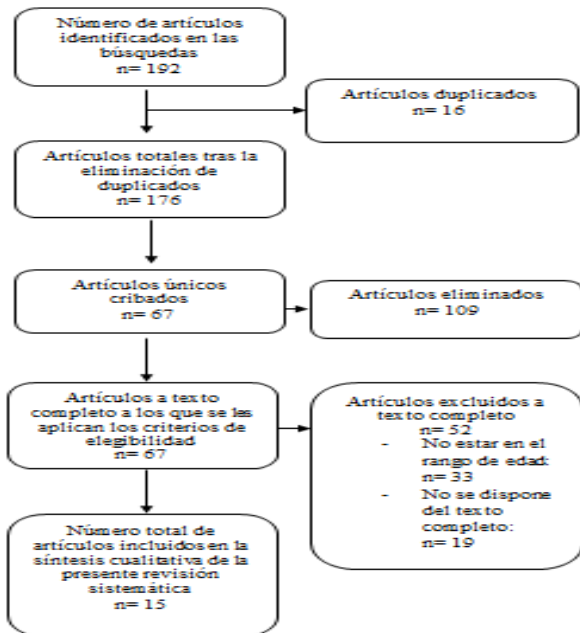 Número de artículos
identificados en las
búsquedas
n= 192
Artículos duplicados
n= 16
Artículos totales tras la
eliminación de
duplicados
n= 176
Artículos únicos
cribados
n= 67
Artículos eliminados
n= 109
Artículos a texto
completo a los que se les
aplican los criterios de
elegibilidad
n= 67
Artículos excluidos a
texto completo
n= 52
- No estar en el
rango de edad:
n= 33
- No se dispone
del texto
completo:
n= 19
Número total de
artículos incluidos en la
síntesis cualitativa de la
presente revisión
sistemática
n= 15